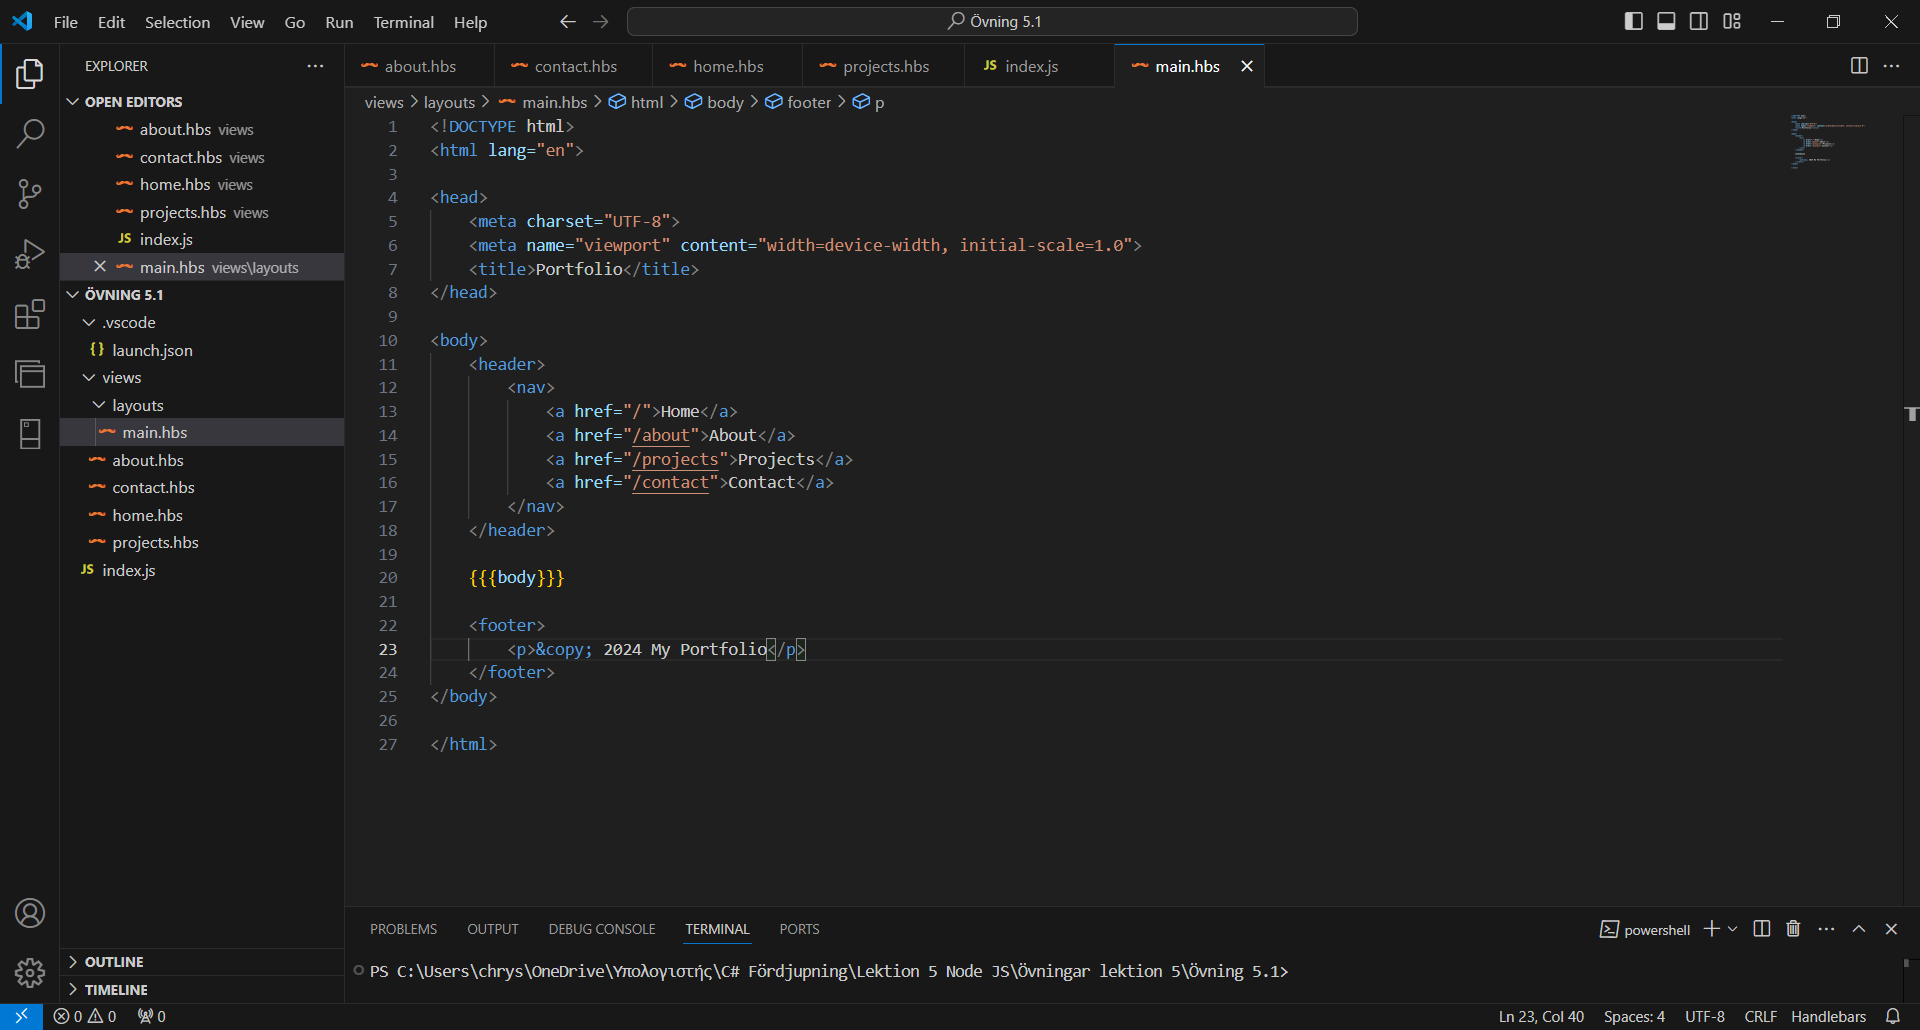 File Edit Selection View Go Run Terminal Help
Övning 5.1
EXPLORER
OPEN EDITORS
about.hbs views
contact.hbs views
home.hbs views
projects.hbs views
JS index.js
main.hbs views\layouts
ÖVNING 5.1
.vscode
{} launch.json
views
layouts
main.hbs
about.hbs
contact.hbs
home.hbs
projects.hbs
JS index.js
OUTLINE
TIMELINE
about.hbs contact.hbs home.hbs projects.hbs JS index.js main.hbs
views > layouts > main.hbs > html > body > footer > p
1 <!DOCTYPE html>
2 <html lang="en">
3
4 <head>
5 <meta charset="UTF-8">
6 <meta name="viewport" content="width=device-width, initial-scale=1.0">
7 <title>Portfolio</title>
8 </head>
9
10 <body>
11 <header>
12 <nav>
13 <a href="/">Home</a>
14 <a href="/about">About</a>
15 <a href="/projects">Projects</a>
16 <a href="/contact">Contact</a>
17 </nav>
18 </header>
19
20 {{{body}}}
21
22 <footer>
23 <p>&copy; 2024 My Portfolio</p>
24 </footer>
25 </body>
26
27 </html>
PROBLEMS OUTPUT DEBUG CONSOLE TERMINAL PORTS
powershell
PS C:\Users\chrys\OneDrive\Υπολογιστής\C# Fördjupning\Lektion 5 Node JS\Övningar lektion 5\Övning 5.1>
0 0 0
Ln 23, Col 40 Spaces: 4 UTF-8 CRLF Handlebars